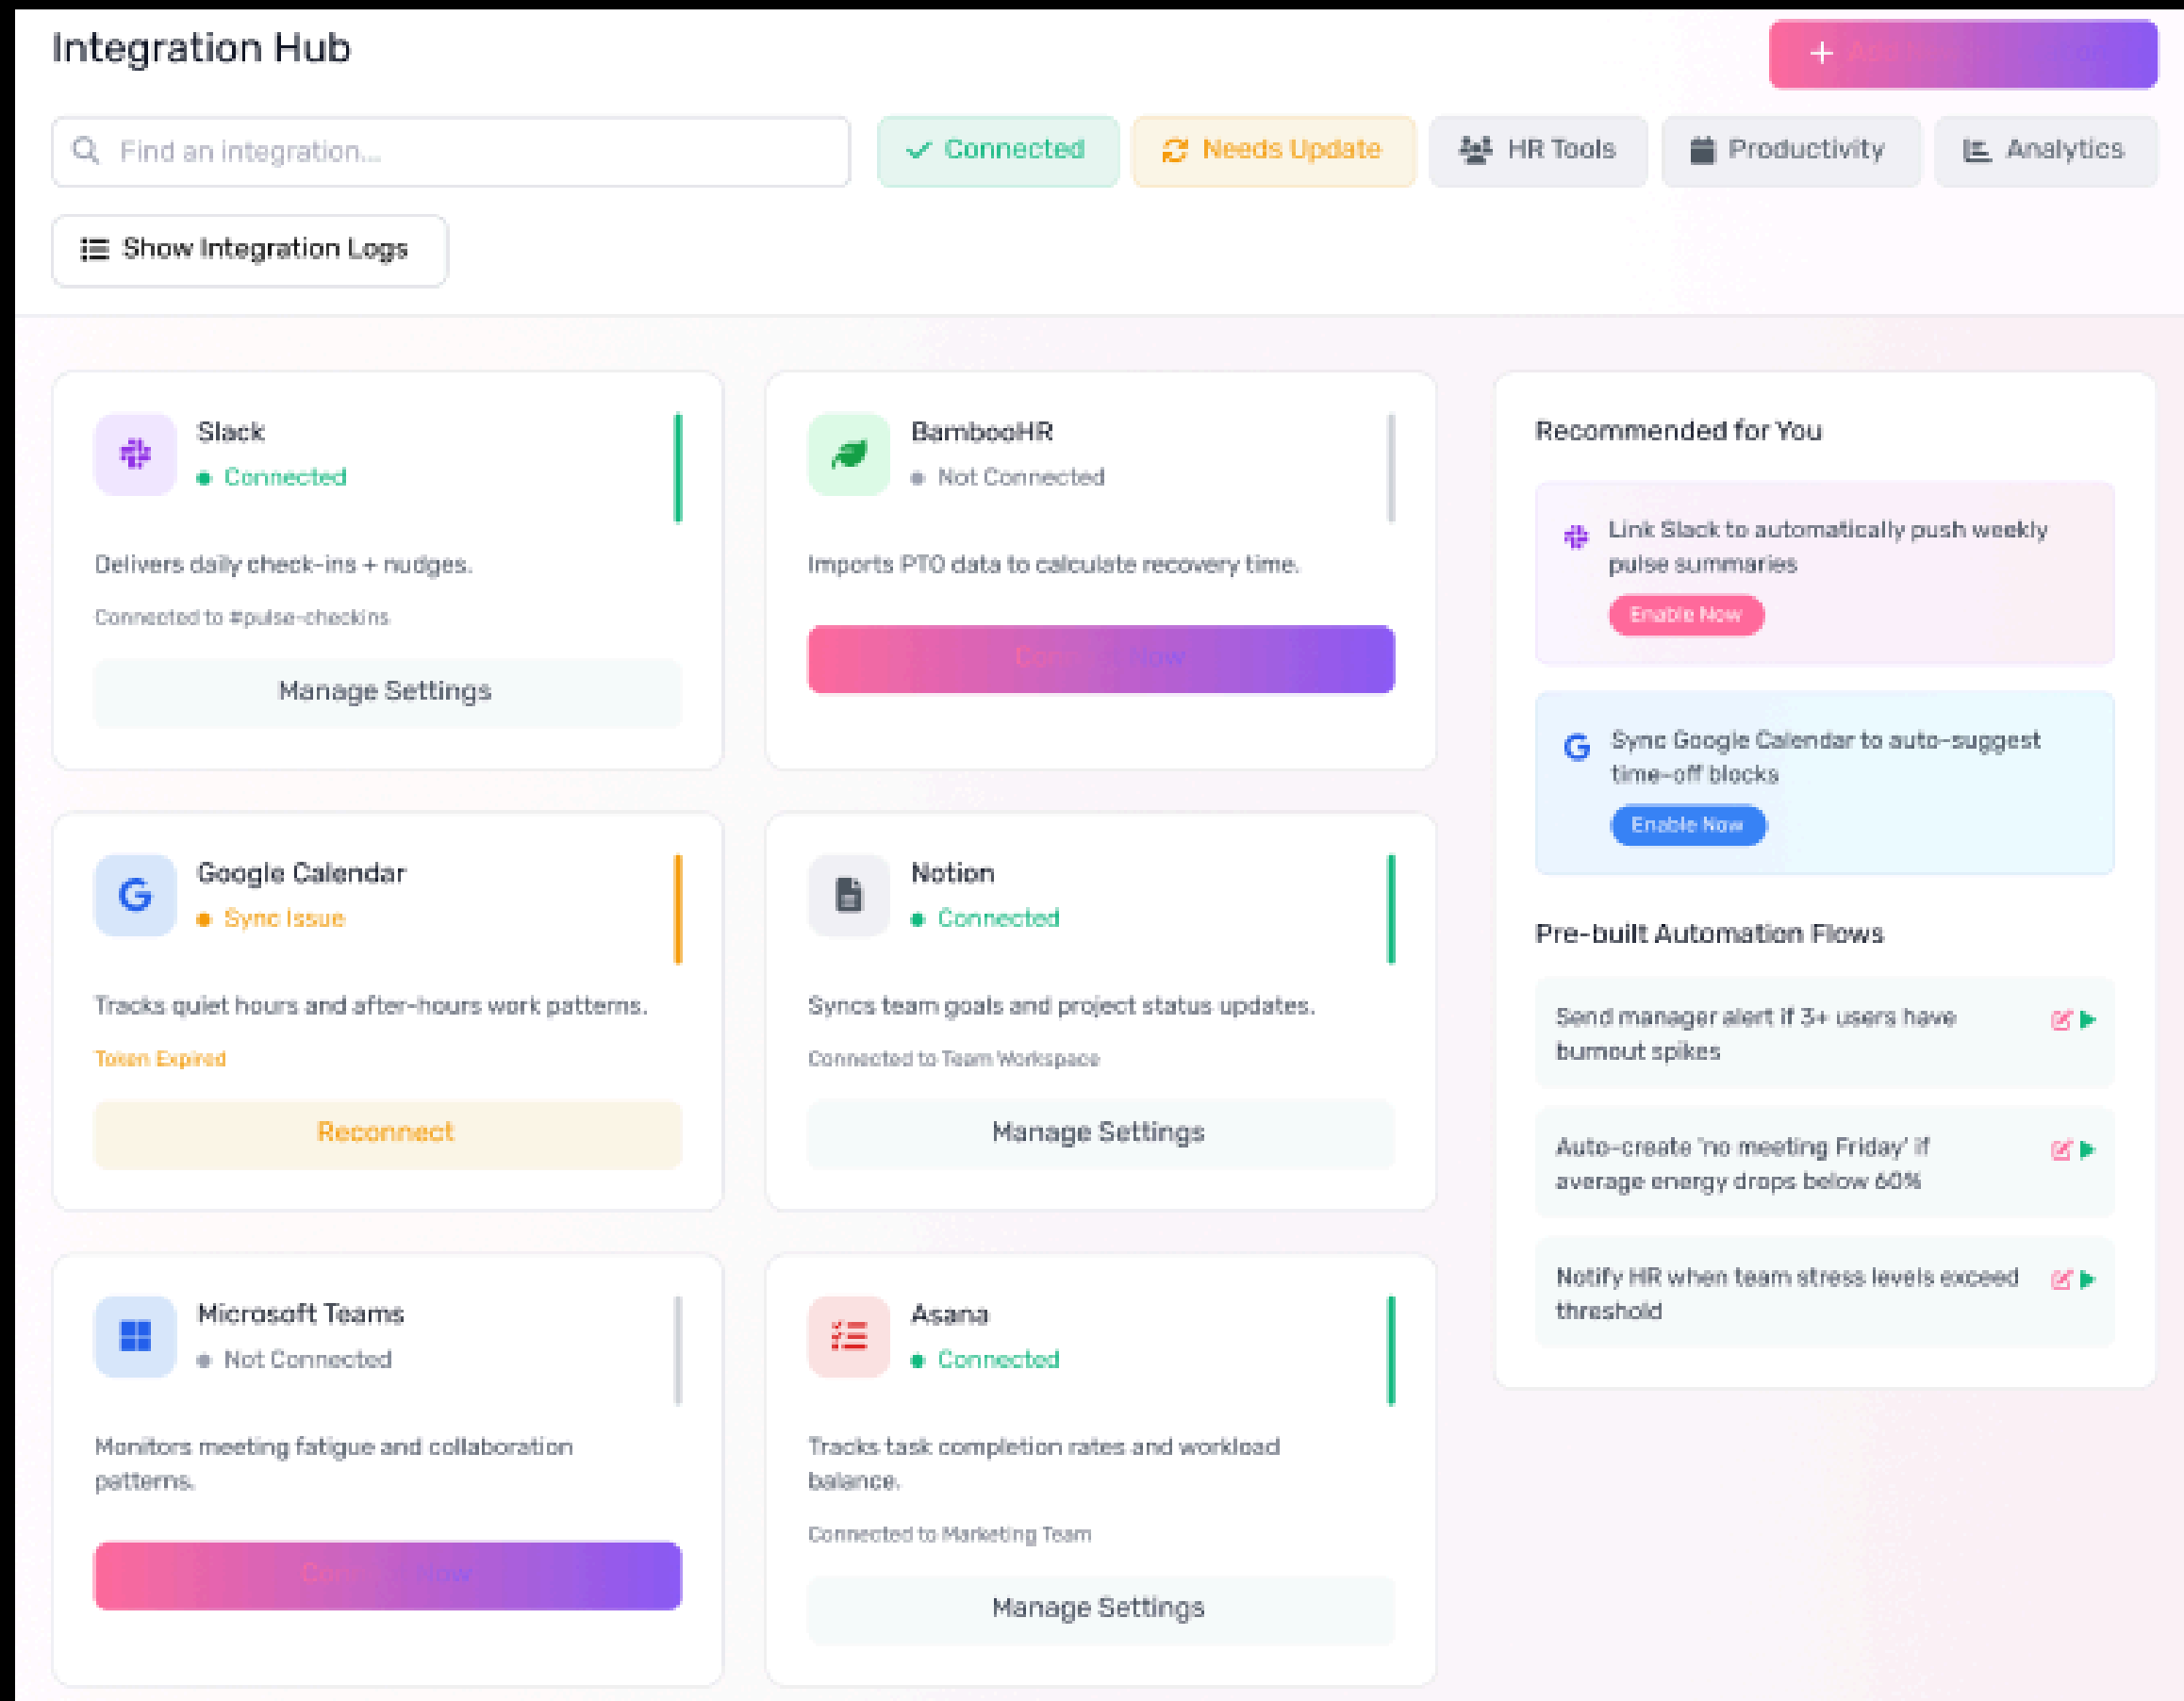 Integration Hub
+ Add
Find an integration...
Connected
Needs Update
HR Tools
Productivity
Analytics
Show Integration Logs
Slack
Connected
Delivers daily check-ins + nudges.
Connected to #pulse-checkins
Manage Settings
BambooHR
Not Connected
Imports PTO data to calculate recovery time.
Connect Now
Google Calendar
Sync Issue
Tracks quiet hours and after-hours work patterns.
Token Expired
Reconnect
Notion
Connected
Syncs team goals and project status updates.
Connected to Team Workspace
Manage Settings
Microsoft Teams
Not Connected
Monitors meeting fatigue and collaboration
patterns.
Connect Now
Asana
Connected
Tracks task completion rates and workload
balance.
Connected to Marketing Team
Manage Settings
Recommended for You
Link Slack to automatically push weekly
pulse summaries
Enable Now
Sync Google Calendar to auto-suggest
time-off blocks
Enable Now
Pre-built Automation Flows
Send manager alert if 3+ users have
burnout spikes
Auto-create 'no meeting Friday' if
average energy drops below 60%
Notify HR when team stress levels exceed
threshold